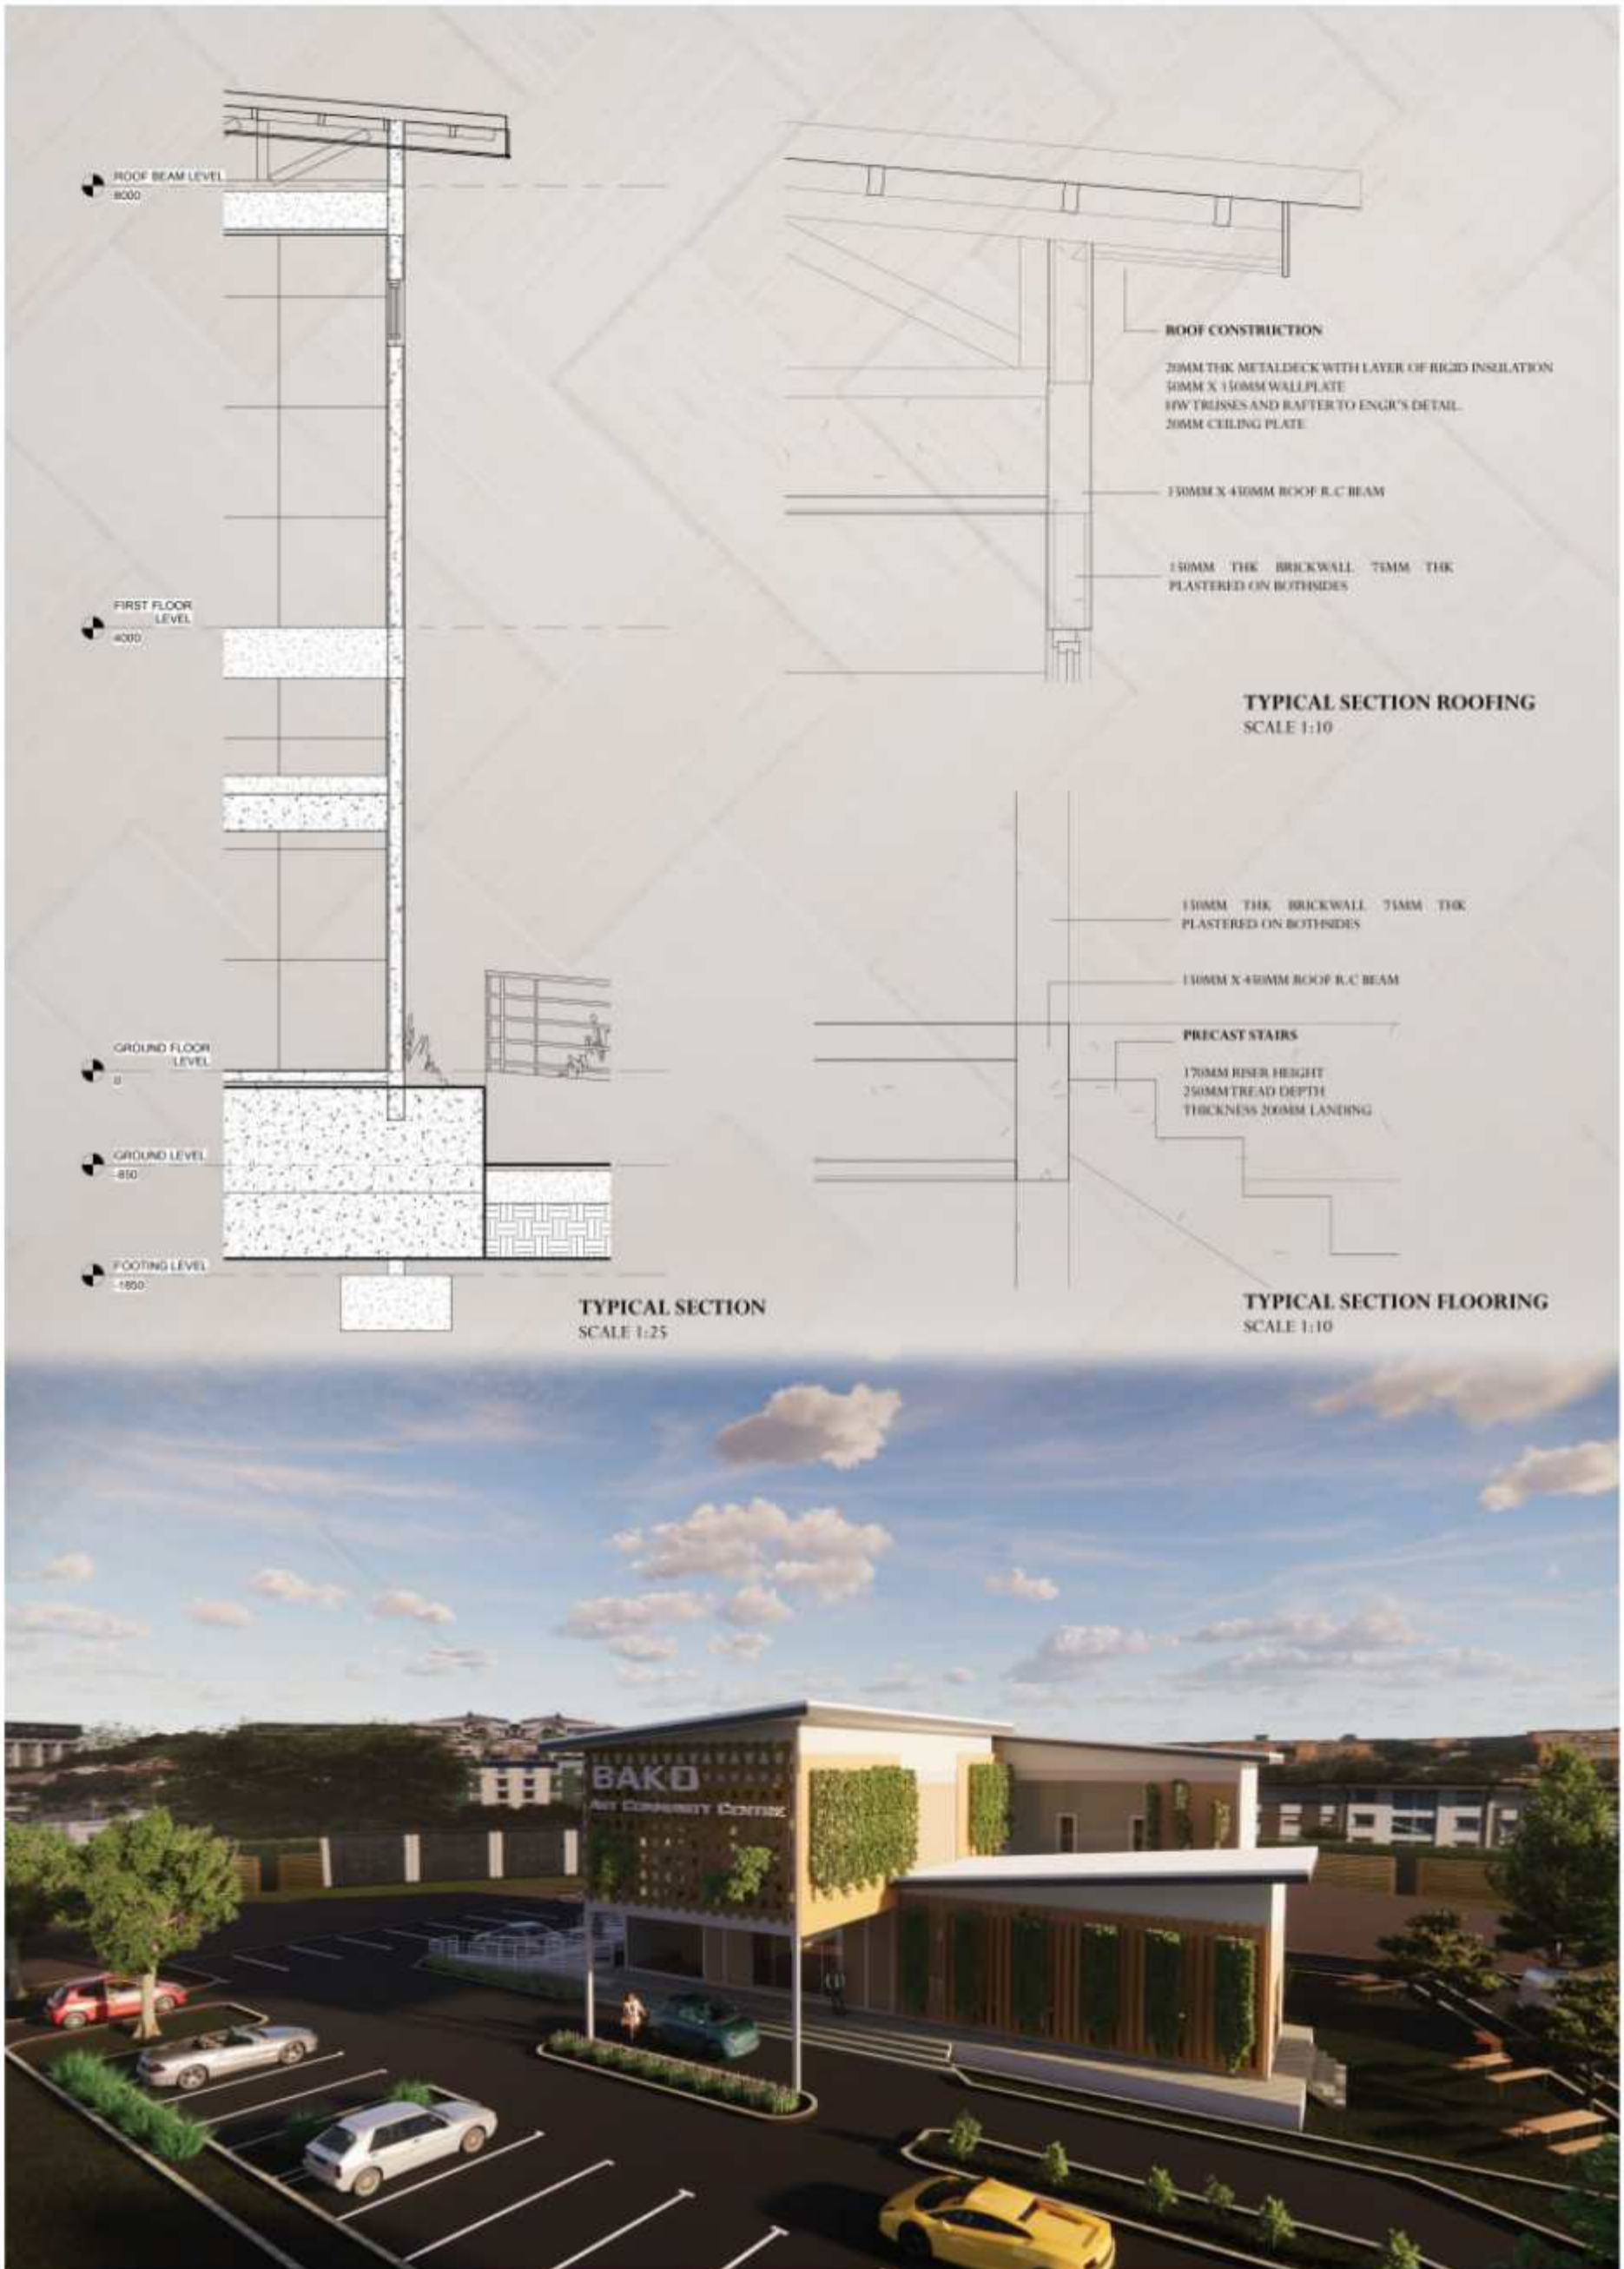 ROOF BEAM LEVEL
8000
FIRST FLOOR
LEVEL
4000
GROUND FLOOR
LEVEL
0
GROUND LEVEL
-850
FOOTING LEVEL
-1850
TYPICAL SECTION
SCALE 1:25
ROOF CONSTRUCTION
20MM THK METALDECK WITH LAYER OF RIGID INSULATION
50MM X 150MM WALLPLATE
HW TRUSSES AND RAFTER TO ENGR'S DETAIL.
20MM CEILING PLATE
150MM X 450MM ROOF R.C BEAM
150MM THK BRICKWALL 75MM THK
PLASTERED ON BOTHSIDES
TYPICAL SECTION ROOFING
SCALE 1:10
150MM THK BRICKWALL 75MM THK
PLASTERED ON BOTHSIDES
150MM X 450MM ROOF R.C BEAM
PRECAST STAIRS
170MM RISER HEIGHT
250MM TREAD DEPTH
THICKNESS 200MM LANDING
TYPICAL SECTION FLOORING
SCALE 1:10
BAKO
ART COMMUNITY CENTRE